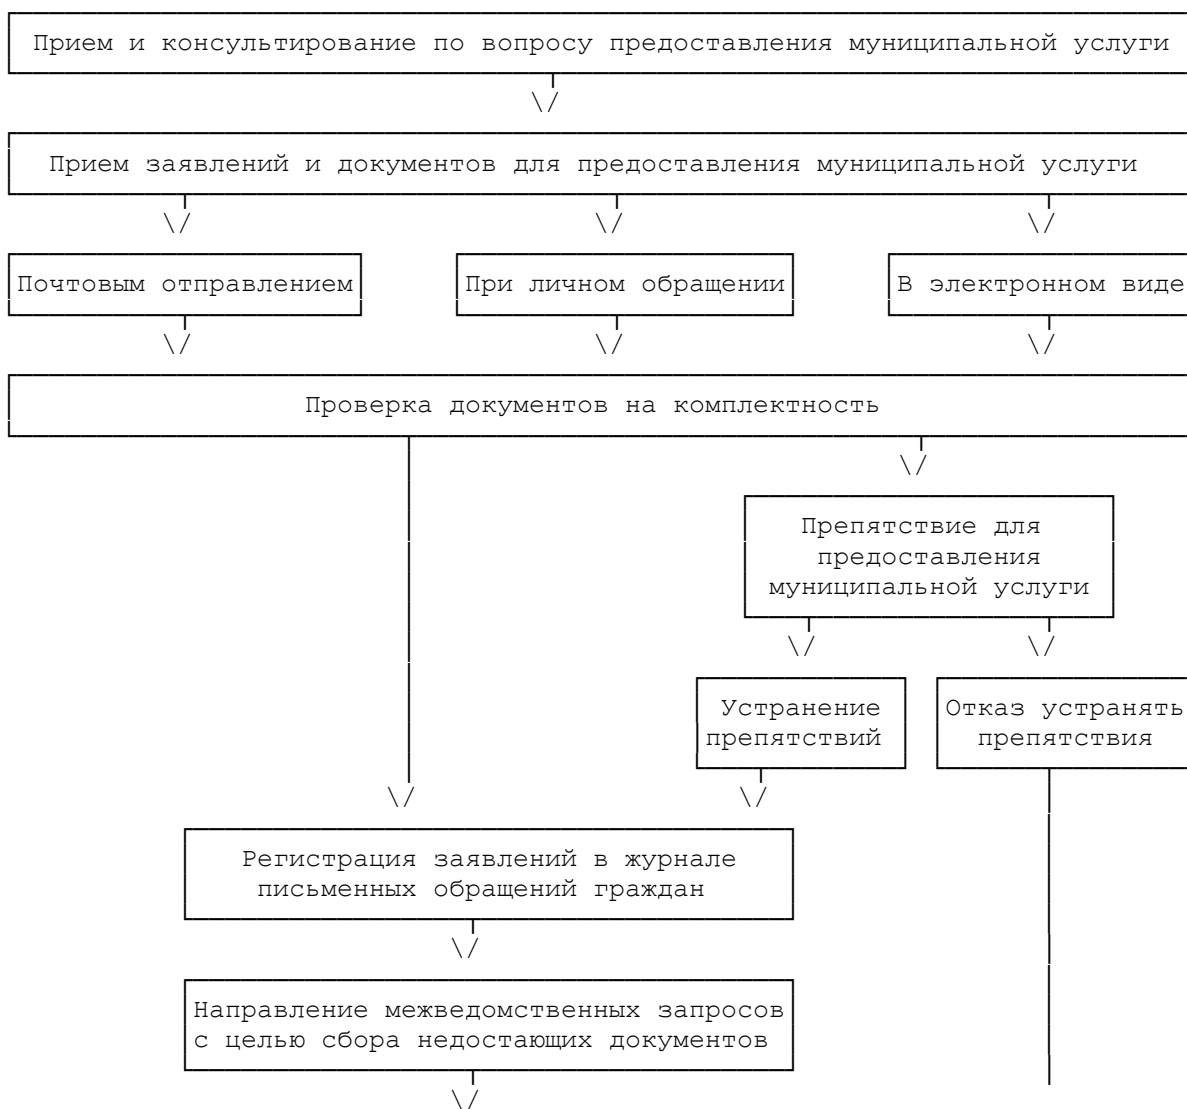 Прием и консультирование по вопросу предоставления муниципальной услуги
Прием заявлений и документов для предоставления муниципальной услуги
Почтовым отправлением
При личном обращении
В электронном виде
Проверка документов на комплектность
Препятствие для
предоставления
муниципальной услуги
Устранение
препятствий
Отказ устранять
препятствия
Регистрация заявлений в журнале
письменных обращений граждан
Направление межведомственных запросов
с целью сбора недостающих документов